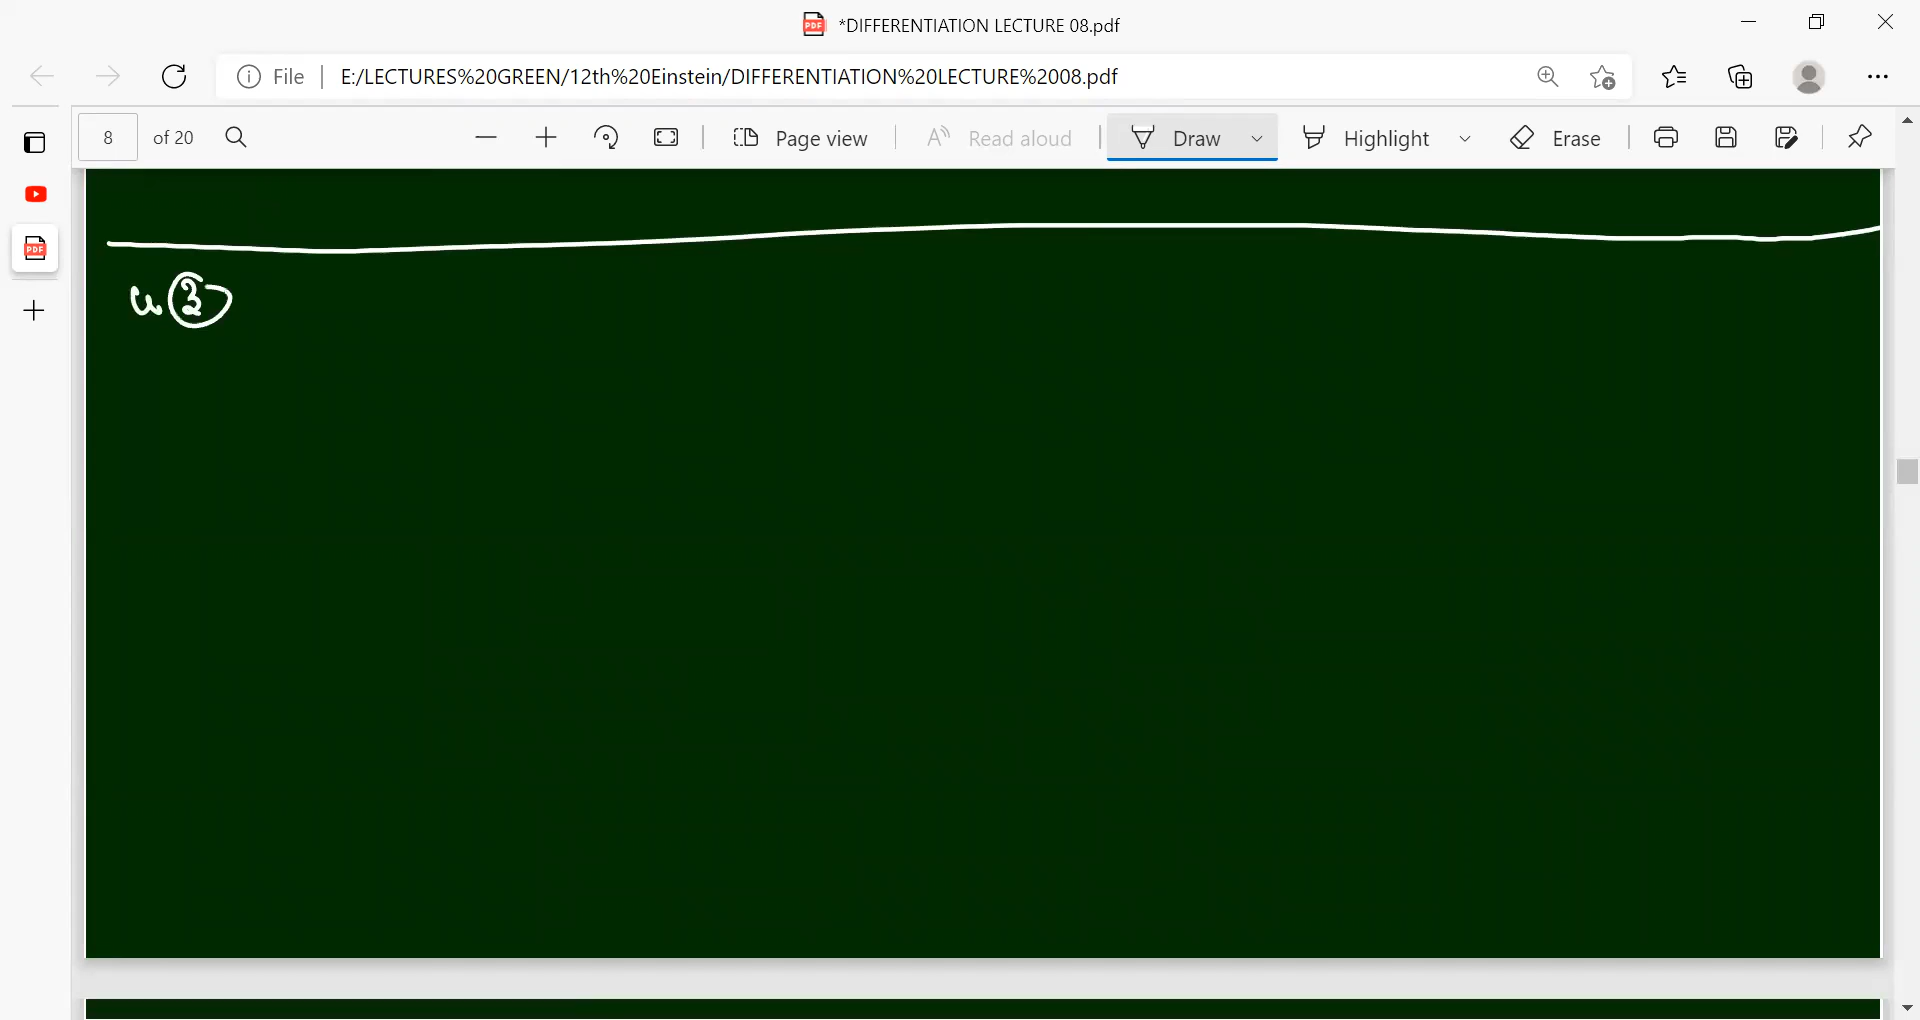 *DIFFERENTIATION LECTURE 08.pdf
File | E:/LECTURES%20GREEN/12th%20Einstein/DIFFERENTIATION%20LECTURE%2008.pdf
8 of 20 Page view Read aloud Draw Highlight Erase